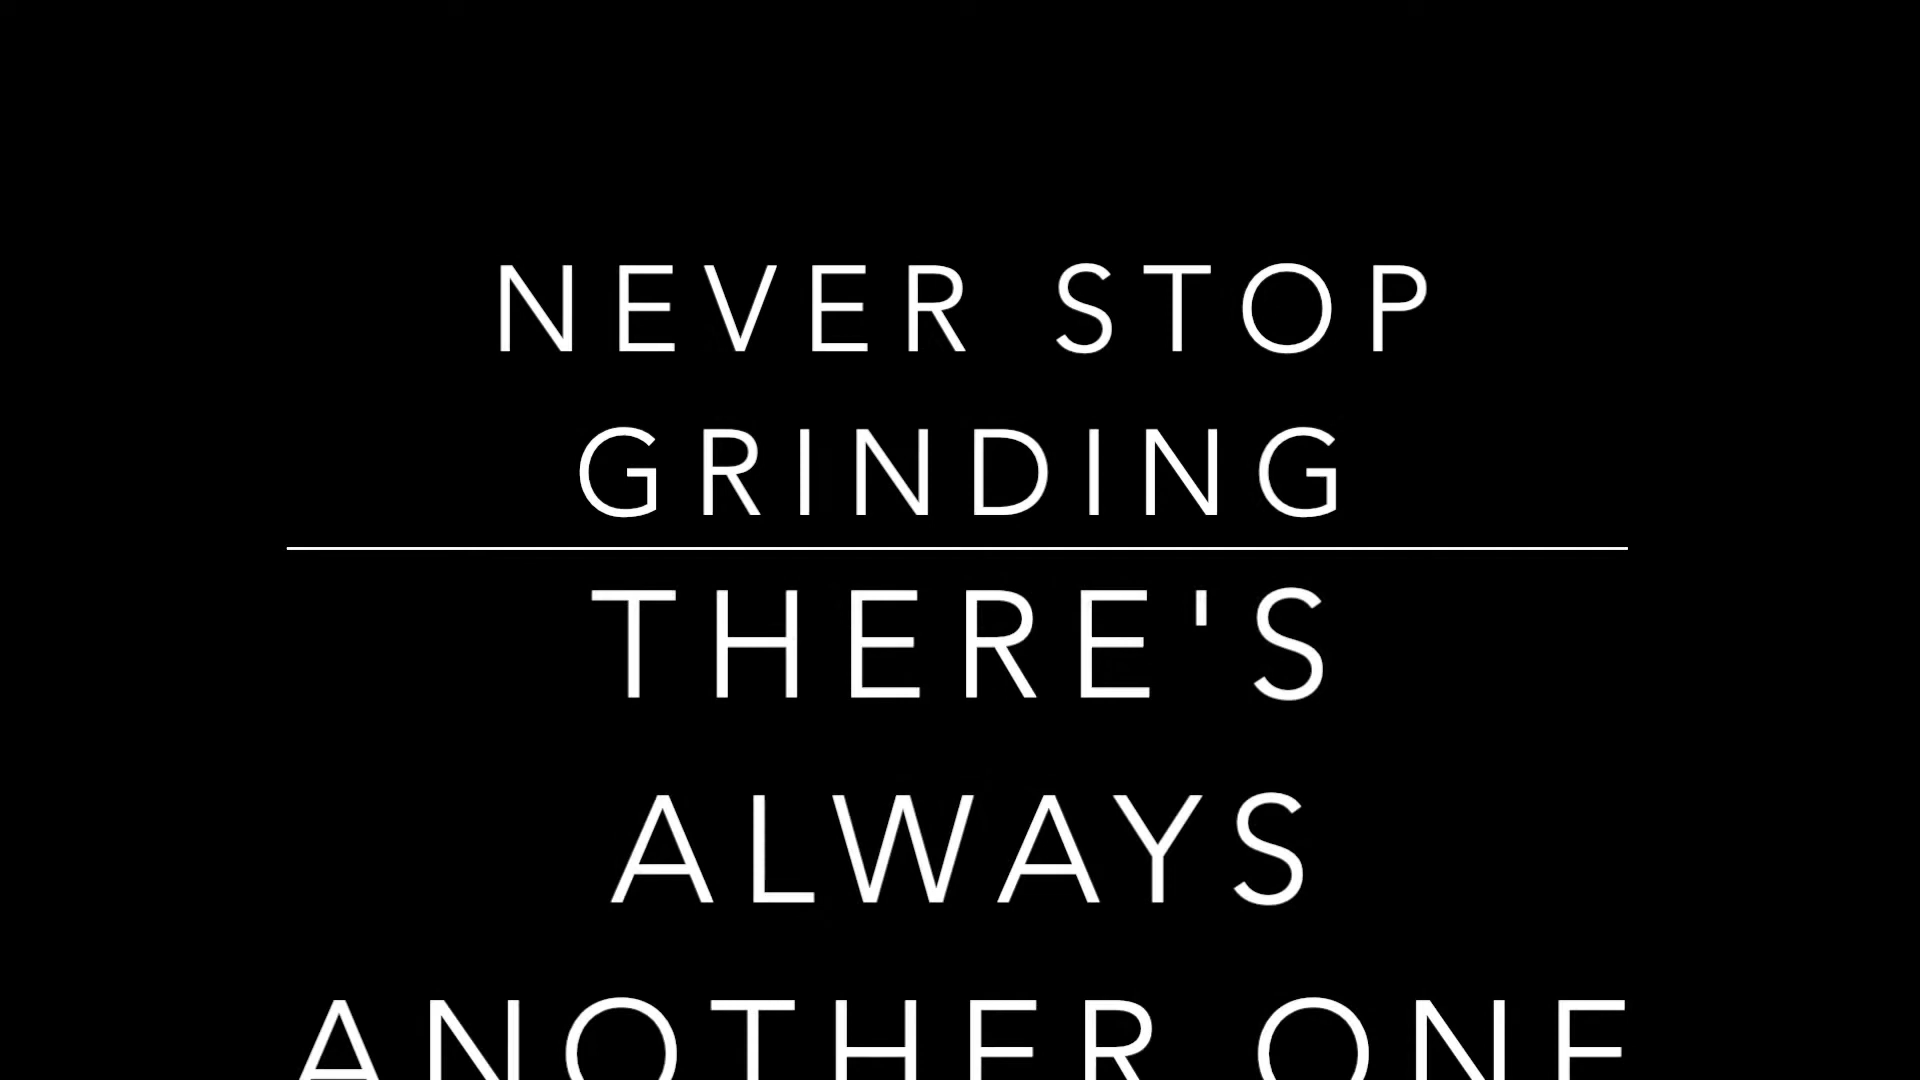 NEVER STOP
GRINDING
THERE'S
ALWAYS
ANOTHER ONE